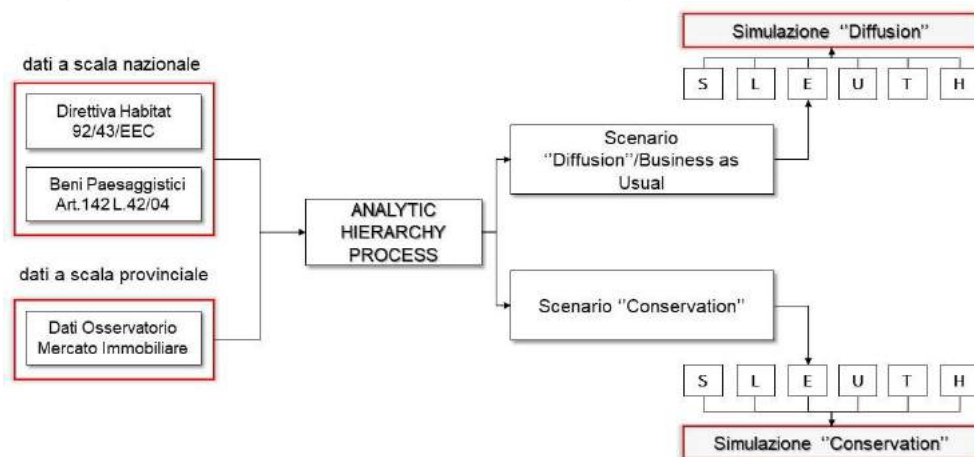 dati a scala nazionale
Direttiva Habitat
92/43/EEC
Beni Paesaggistici
Art.142 L.42/04
dati a scala provinciale
Dati Osservatorio
Mercato Immobiliare
ANALYTIC
HIERARCHY
PROCESS
Scenario
"Diffusion"/Business as
Usual
Scenario "Conservation"
Simulazione "Diffusion"
S L E U T H
S L E U T H
Simulazione "Conservation"